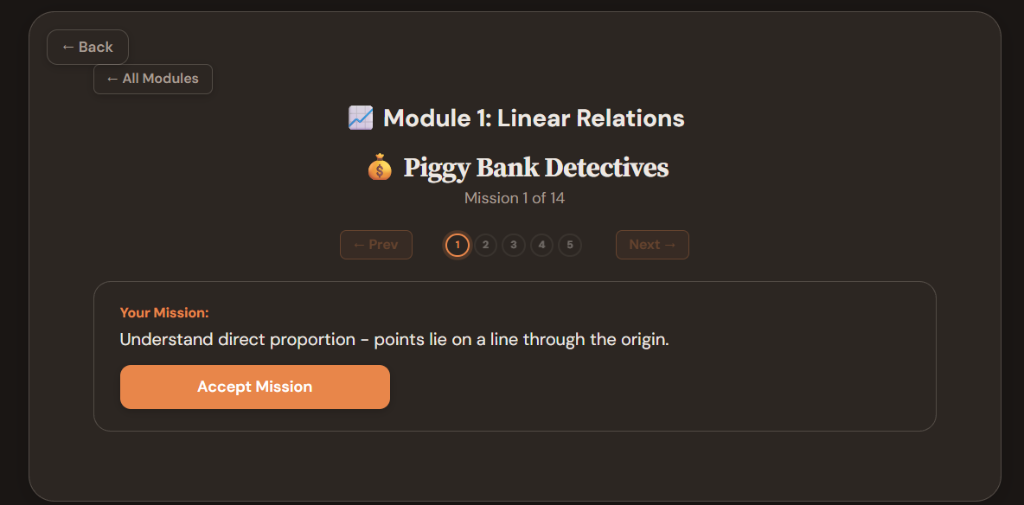 ← Back
← All Modules
📈 Module 1: Linear Relations
💰 Piggy Bank Detectives
Mission 1 of 14
← Prev 1 2 3 4 5 Next →
Your Mission:
Understand direct proportion - points lie on a line through the origin.
Accept Mission